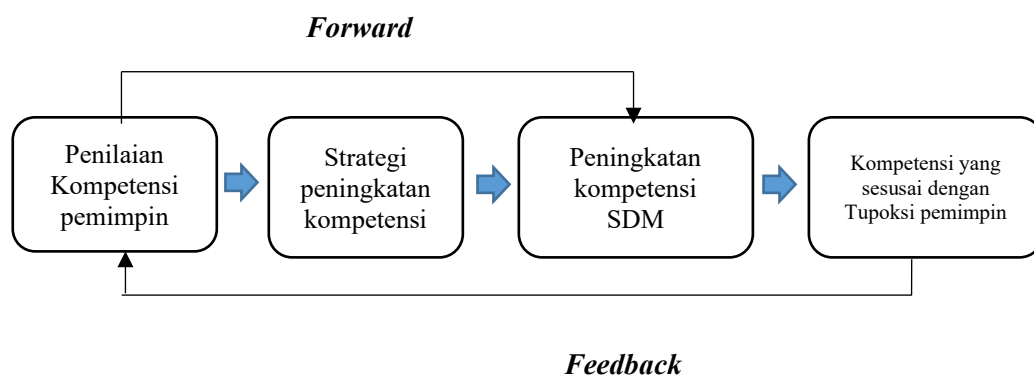 Forward
Penilaian
Kompetensi
pemimpin
Strategi
peningkatan
kompetensi
Peningkatan
kompetensi
SDM
Kompetensi yang
sesusai dengan
Tupoksi pemimpin
Feedback